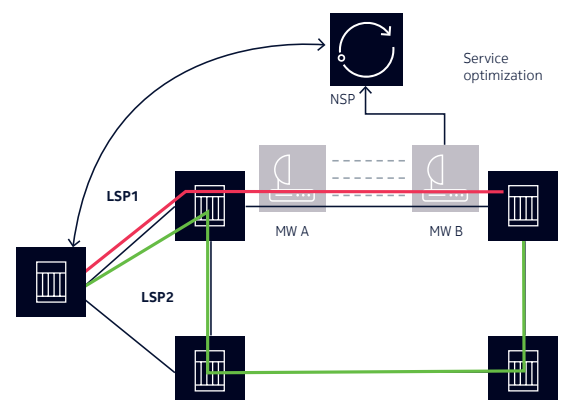 Service
optimization
NSP
LSP1
MW A
MW B
LSP2